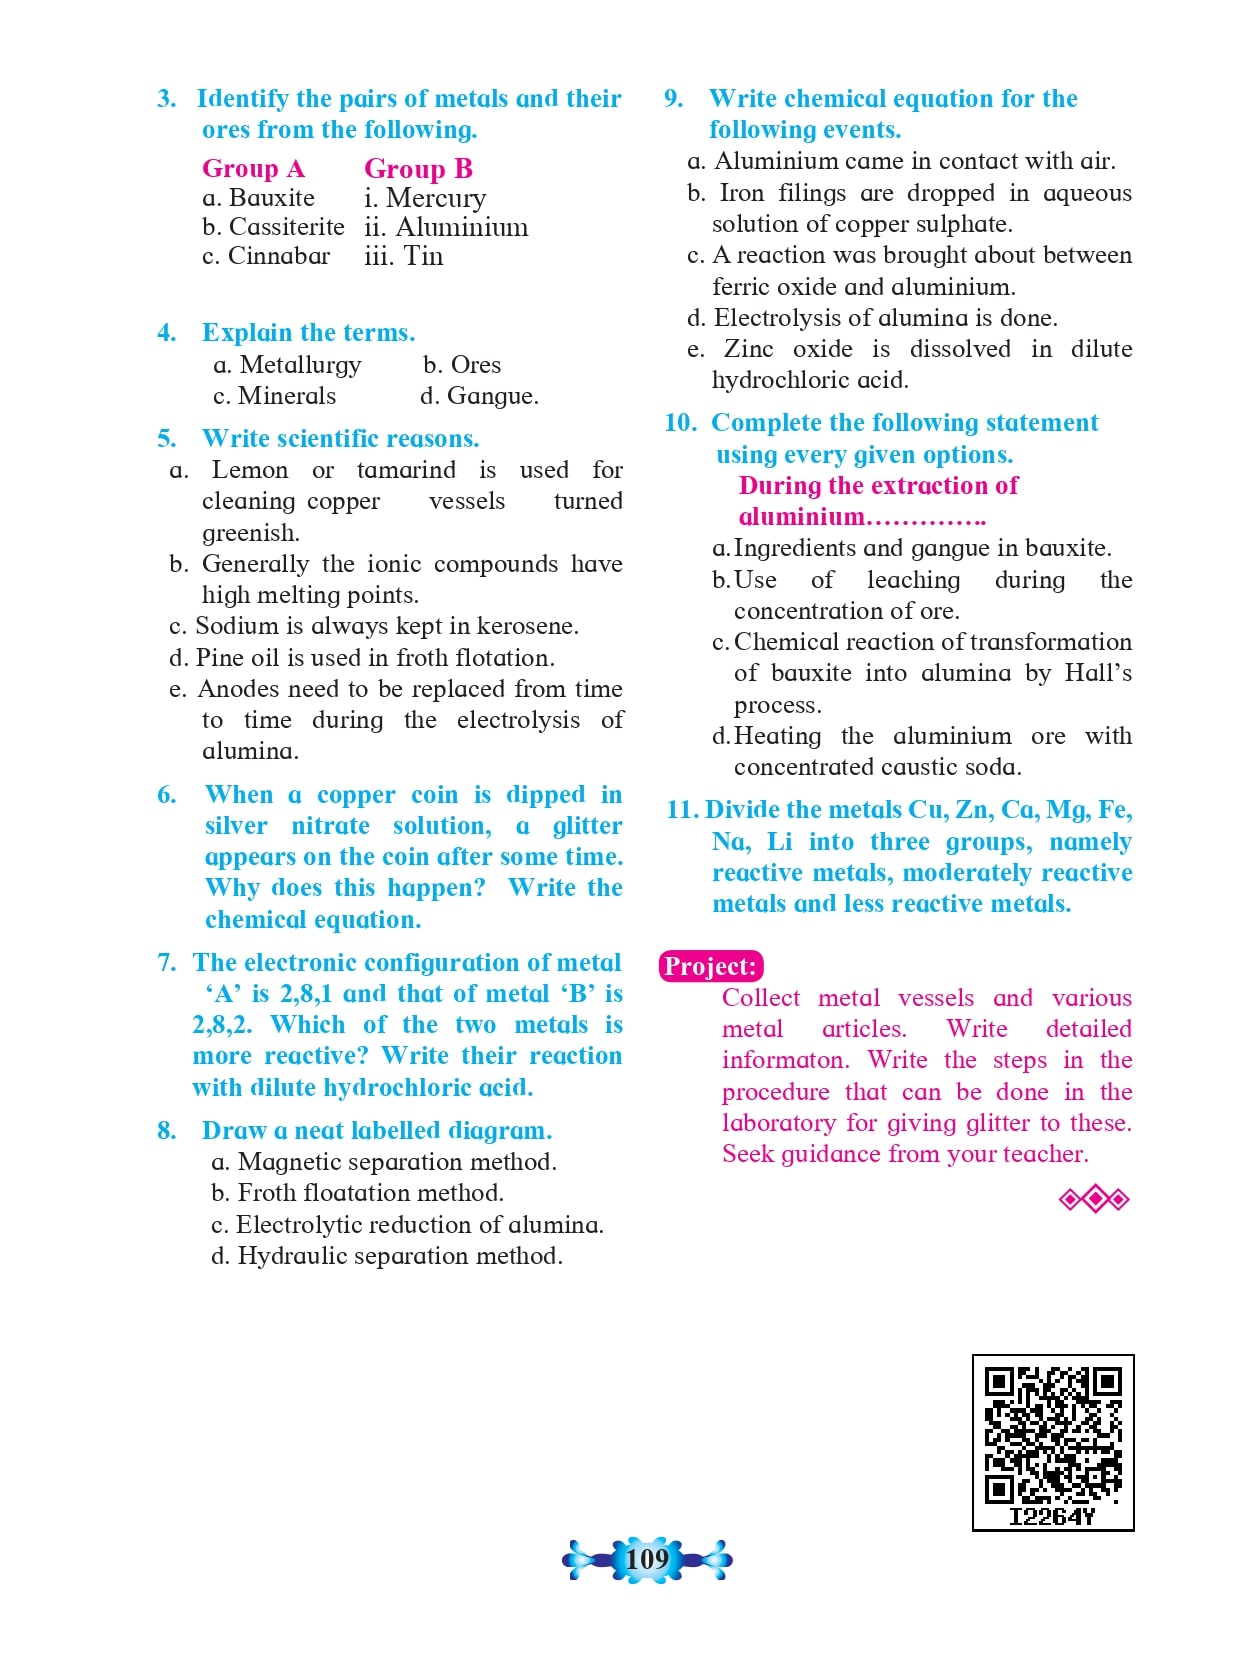 3. Identify the pairs of metals and their
ores from the following.
Group A Group B
a. Bauxite i. Mercury
b. Cassiterite ii. Aluminium
c. Cinnabar iii. Tin
4. Explain the terms.
a. Metallurgy b. Ores
c. Minerals d. Gangue.
5. Write scientific reasons.
a. Lemon or tamarind is used for
cleaning copper vessels turned
greenish.
b. Generally the ionic compounds have
high melting points.
c. Sodium is always kept in kerosene.
d. Pine oil is used in froth flotation.
e. Anodes need to be replaced from time
to time during the electrolysis of
alumina.
6. When a copper coin is dipped in
silver nitrate solution, a glitter
appears on the coin after some time.
Why does this happen? Write the
chemical equation.
7. The electronic configuration of metal
‘A’ is 2,8,1 and that of metal ‘B’ is
2,8,2. Which of the two metals is
more reactive? Write their reaction
with dilute hydrochloric acid.
8. Draw a neat labelled diagram.
a. Magnetic separation method.
b. Froth floatation method.
c. Electrolytic reduction of alumina.
d. Hydraulic separation method.
9. Write chemical equation for the
following events.
a. Aluminium came in contact with air.
b. Iron filings are dropped in aqueous
solution of copper sulphate.
c. A reaction was brought about between
ferric oxide and aluminium.
d. Electrolysis of alumina is done.
e. Zinc oxide is dissolved in dilute
hydrochloric acid.
10. Complete the following statement
using every given options.
During the extraction of
aluminium…………..
a. Ingredients and gangue in bauxite.
b. Use of leaching during the
concentration of ore.
c. Chemical reaction of transformation
of bauxite into alumina by Hall’s
process.
d. Heating the aluminium ore with
concentrated caustic soda.
11. Divide the metals Cu, Zn, Ca, Mg, Fe,
Na, Li into three groups, namely
reactive metals, moderately reactive
metals and less reactive metals.
Project:
Collect metal vessels and various
metal articles. Write detailed
informaton. Write the steps in the
procedure that can be done in the
laboratory for giving glitter to these.
Seek guidance from your teacher.
I2264Y
109